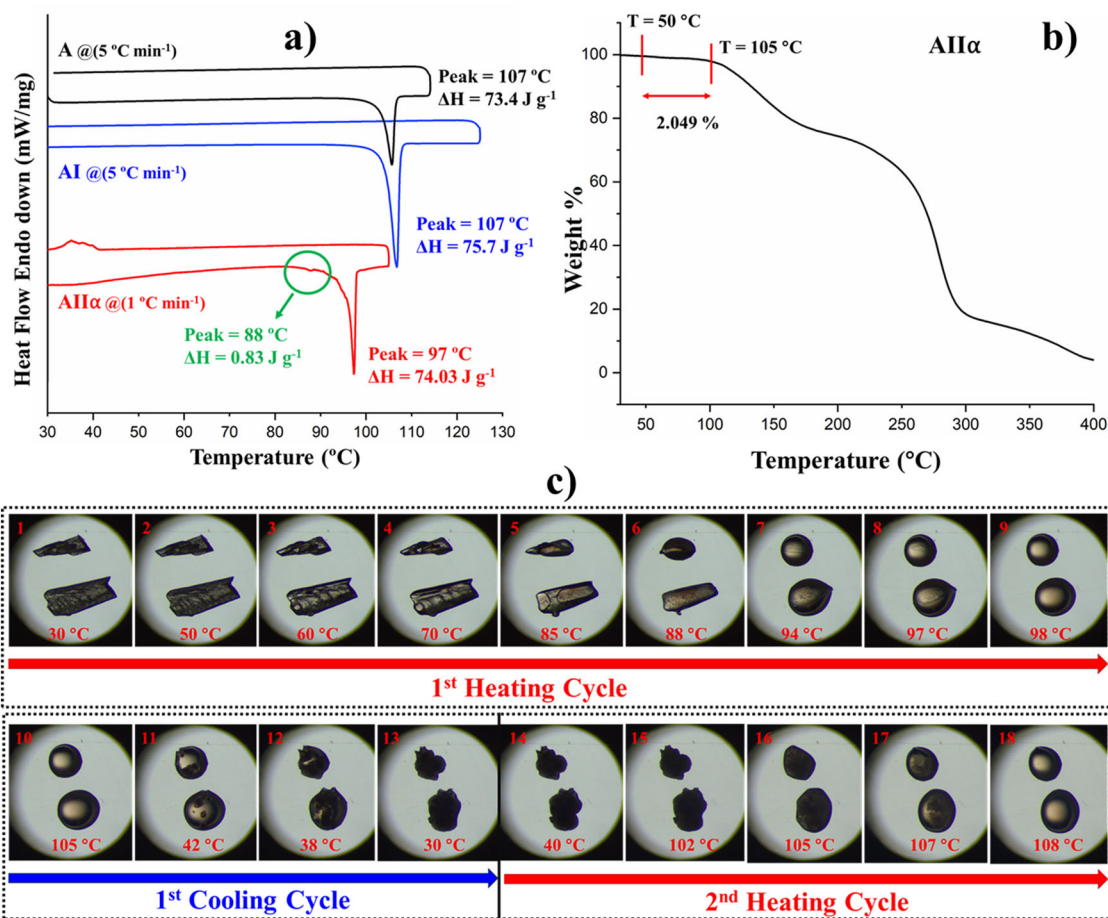 a)
A @(5 ºC min⁻¹)
Peak = 107 ºC
ΔH = 73.4 J g⁻¹
AI @(5 ºC min⁻¹)
Peak = 107 ºC
ΔH = 75.7 J g⁻¹
AIIα @(1 ºC min⁻¹)
Peak = 88 ºC
ΔH = 0.83 J g⁻¹
Peak = 97 ºC
ΔH = 74.03 J g⁻¹
Heat Flow Endo down (mW/mg)
30 40 50 60 70 80 90 100 110 120 130
Temperature (ºC)
b)
T = 50 °C
T = 105 °C
AIIα
2.049 %
Weight %
100
80
60
40
20
0
50 100 150 200 250 300 350 400
Temperature (°C)
c)
1 2 3 4 5 6 7 8 9
30 °C 50 °C 60 °C 70 °C 85 °C 88 °C 94 °C 97 °C 98 °C
1st Heating Cycle
10 11 12 13 14 15 16 17 18
105 °C 42 °C 38 °C 30 °C 40 °C 102 °C 105 °C 107 °C 108 °C
1st Cooling Cycle
2nd Heating Cycle